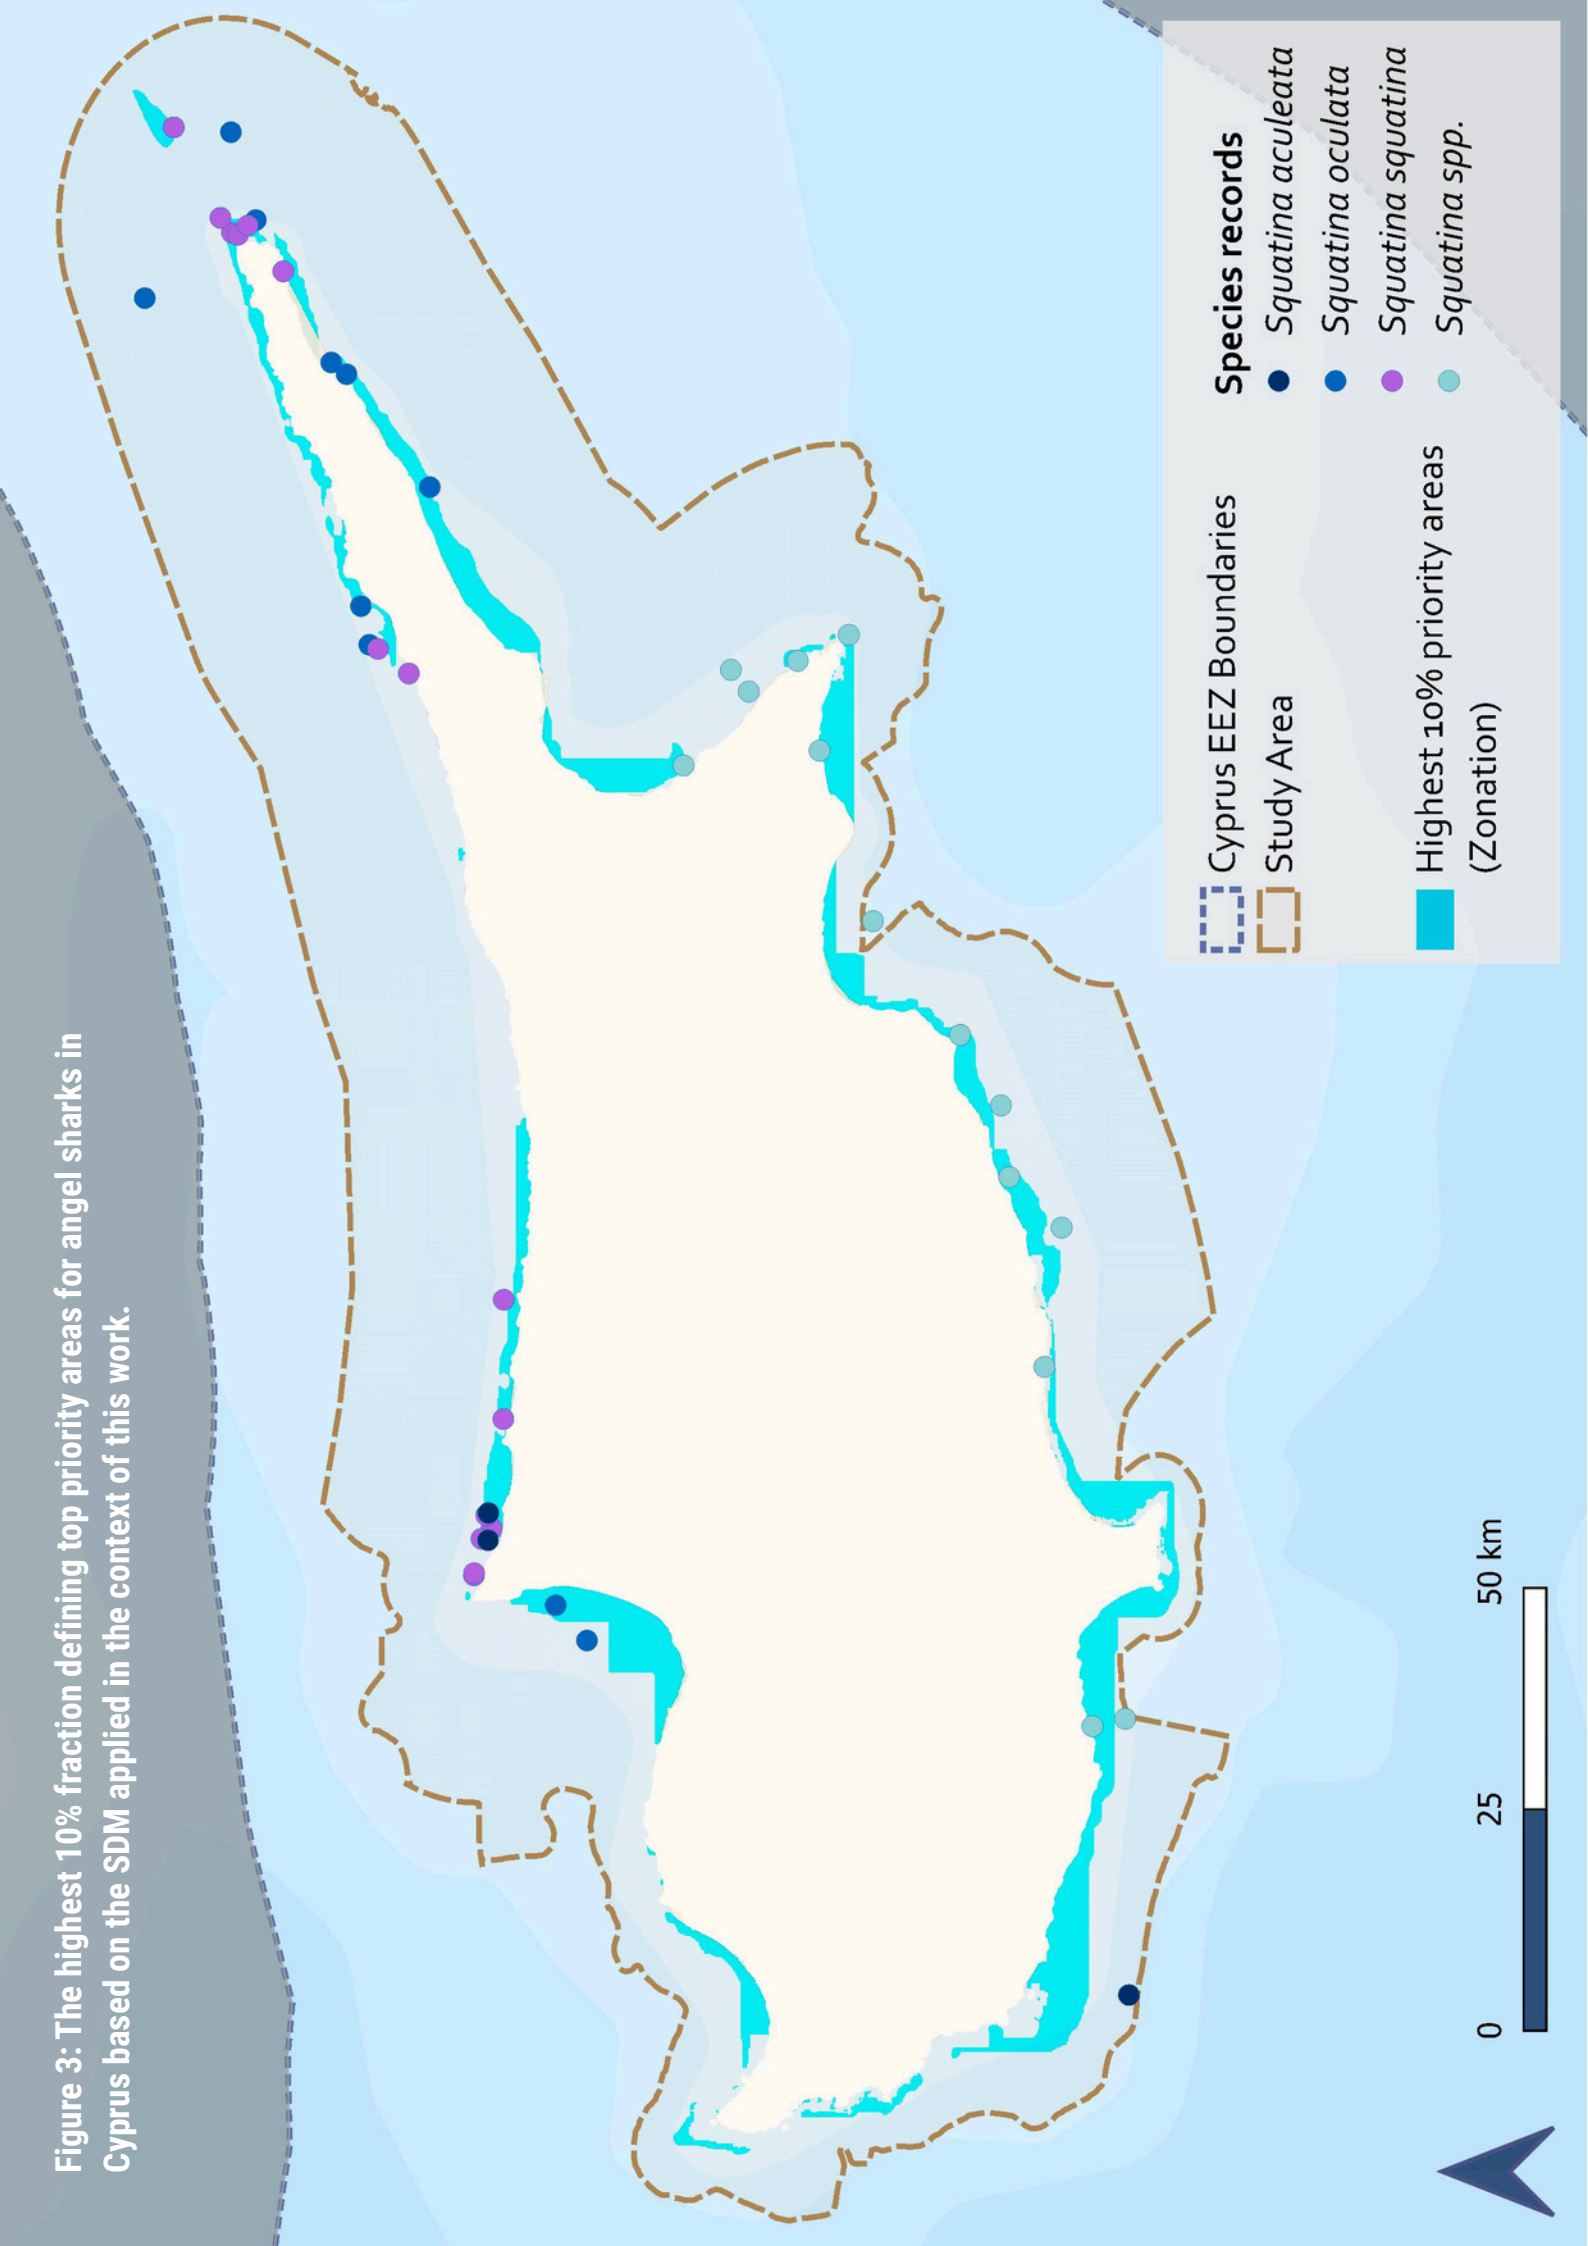 Figure 3: The highest 10% fraction defining top priority areas for angel sharks in
Cyprus based on the SDM applied in the context of this work.
Cyprus EEZ Boundaries
Study Area
Highest 10% priority areas
(Zonation)
Species records
Squatina aculeata
Squatina oculata
Squatina squatina
Squatina spp.
0 25 50 km